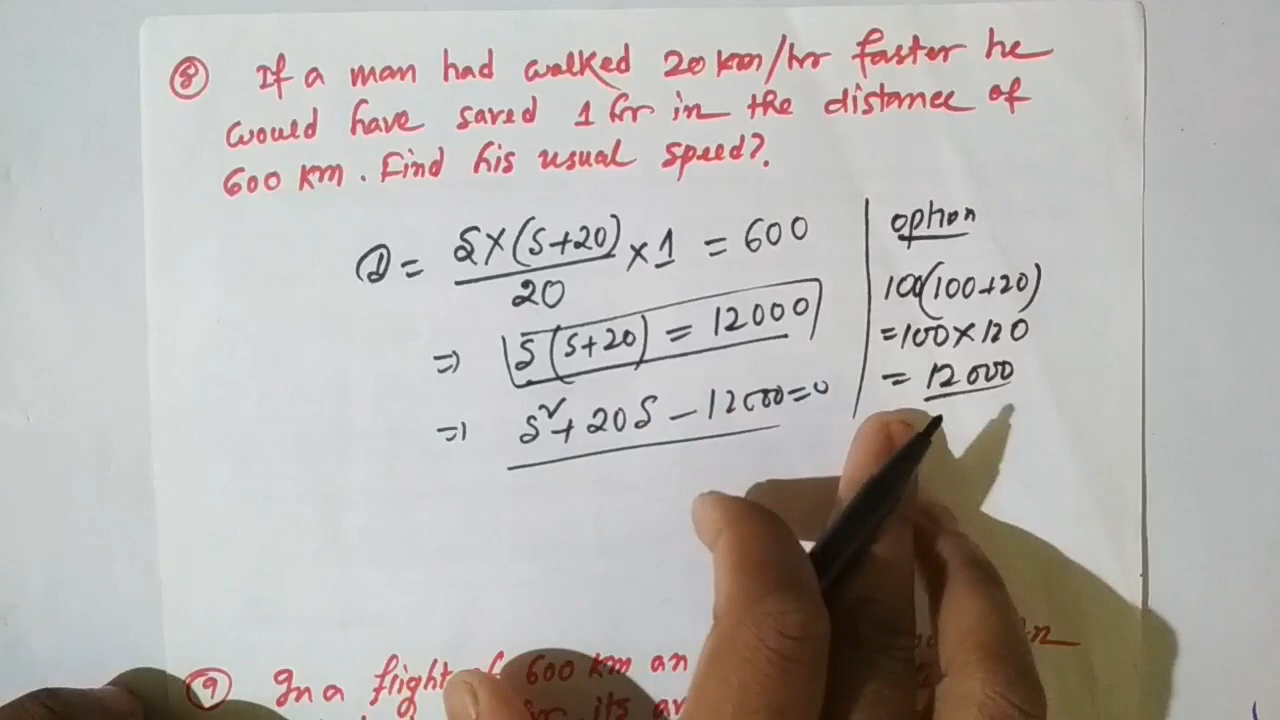 ⑧ If a man had walked 20 km/hr faster he
would have saved 1 hr in the distance of
600 km. Find his usual speed?.
D = S×(S+20)/20 × 1 = 600
⇒ S(S+20) = 12000
⇒ S²+20S-12000=0
option
100(100+20)
=100×120
= 12000
⑨ In a flight of 600 km an
its